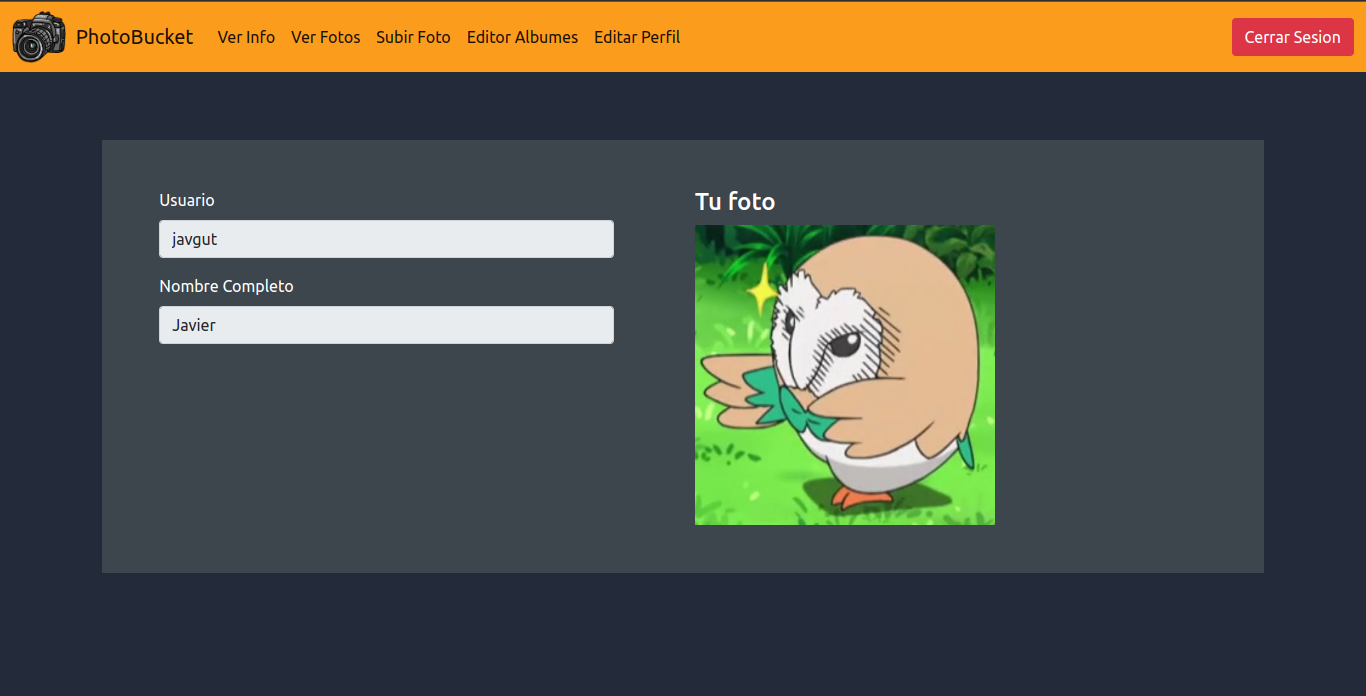 PhotoBucket Ver Info Ver Fotos Subir Foto Editor Albumes Editar Perfil Cerrar Sesion
Usuario
javgut
Nombre Completo
Javier
Tu foto